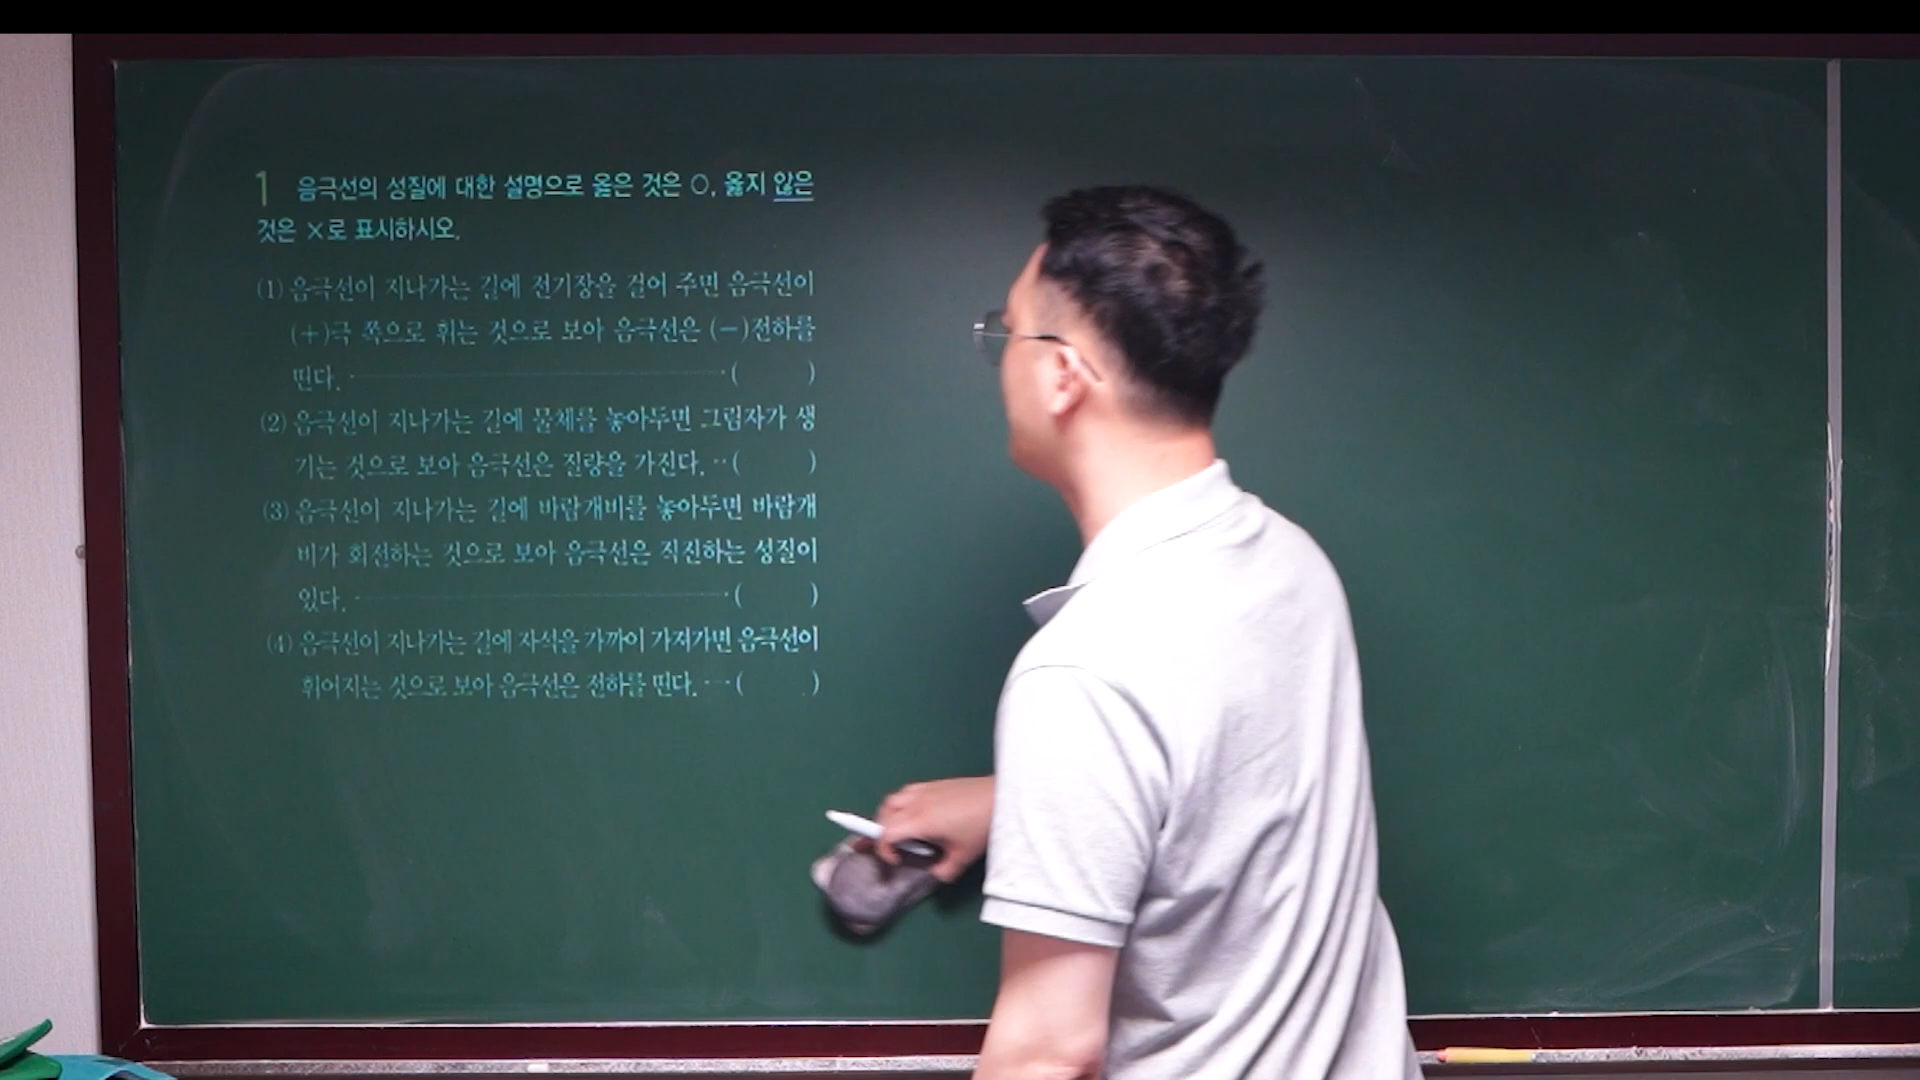 1 음극선의 성질에 대한 설명으로 옳은 것은 ○, 옳지 않은
것은 ×로 표시하시오.
(1) 음극선이 지나가는 길에 전기장을 걸어 주면 음극선이
(+)극 쪽으로 휘는 것으로 보아 음극선은 (-)전하를
띤다. ( )
(2) 음극선이 지나가는 길에 물체를 놓아두면 그림자가 생
기는 것으로 보아 음극선은 질량을 가진다. ( )
(3) 음극선이 지나가는 길에 바람개비를 놓아두면 바람개
비가 회전하는 것으로 보아 음극선은 직진하는 성질이
있다. ( )
(4) 음극선이 지나가는 길에 자석을 가까이 가져가면 음극선이
휘어지는 것으로 보아 음극선은 전하를 띤다. ( )